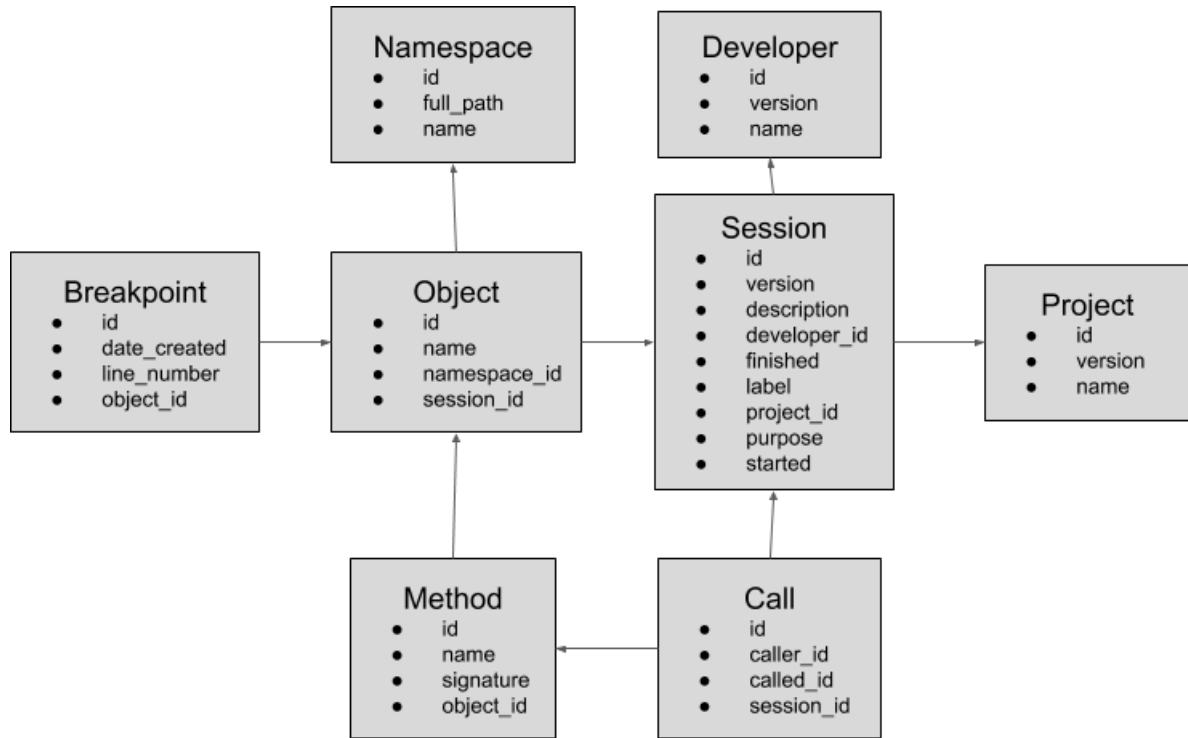 Namespace
● id
● full_path
● name
Developer
● id
● version
● name
Breakpoint
● id
● date_created
● line_number
● object_id
Object
● id
● name
● namespace_id
● session_id
Session
● id
● version
● description
● developer_id
● finished
● label
● project_id
● purpose
● started
Project
● id
● version
● name
Method
● id
● name
● signature
● object_id
Call
● id
● caller_id
● called_id
● session_id